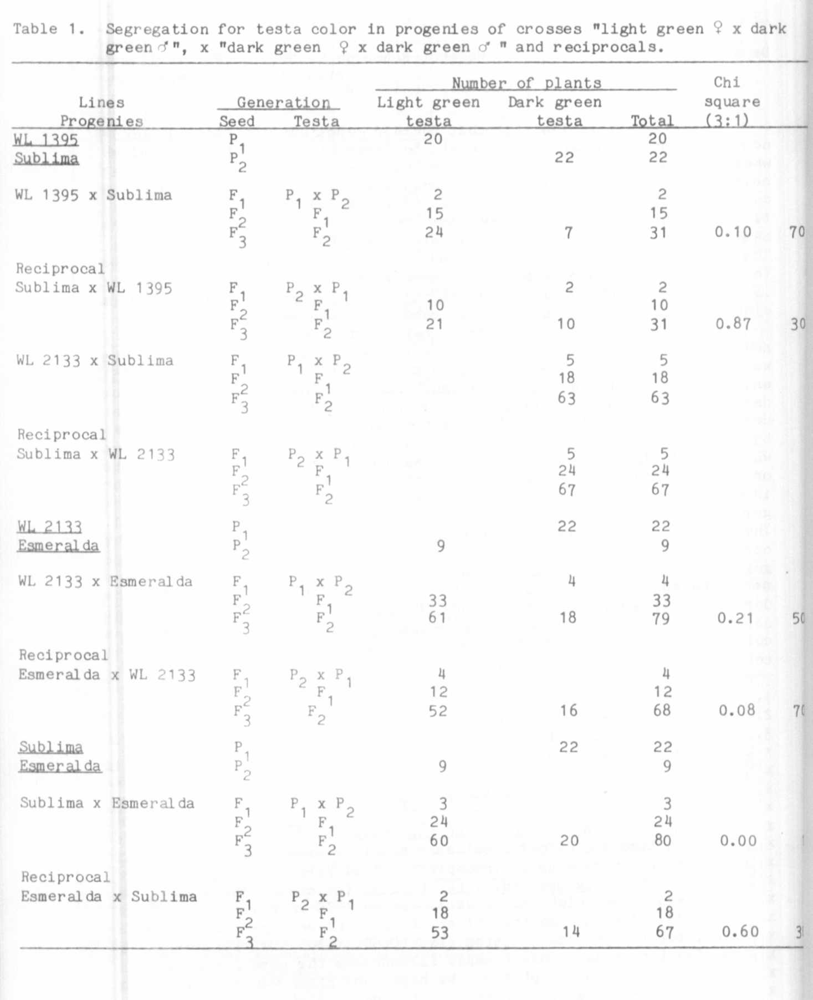 Table 1. Segregation for testa color in progenies of crosses "light green ♀ x dark
green ♂", x "dark green ♀ x dark green ♂ " and reciprocals.
Number of plants Chi
Lines Generation Light green Dark green square
Progenies Seed Testa testa testa Total (3:1)
WL 1395 P1 20 20
Sublima P2 22 22
WL 1395 x Sublima F1 P1 x P2 2 2
F2 F1 15 15
F3 F2 24 7 31 0.10 70
Reciprocal
Sublima x WL 1395 F1 P2 x P1 2 2
F2 F1 10 10
F3 F2 21 10 31 0.87 30
WL 2133 x Sublima F1 P1 x P2 5 5
F2 F1 18 18
F3 F2 63 63
Reciprocal
Sublima x WL 2133 F1 P2 x P1 5 5
F2 F1 24 24
F3 F2 67 67
WL 2133 P1 22 22
Esmeralda P2 9 9
WL 2133 x Esmeralda F1 P1 x P2 4 4
F2 F1 33 33
F3 F2 61 18 79 0.21 50
Reciprocal
Esmeralda x WL 2133 F1 P2 x P1 4 4
F2 F1 12 12
F3 F2 52 16 68 0.08 70
Sublima P1 22 22
Esmeralda P2 9 9
Sublima x Esmeralda F1 P1 x P2 3 3
F2 F1 24 24
F3 F2 60 20 80 0.00
Reciprocal
Esmeralda x Sublima F1 P2 x P1 2 2
F2 F1 18 18
F3 F2 53 14 67 0.60 3